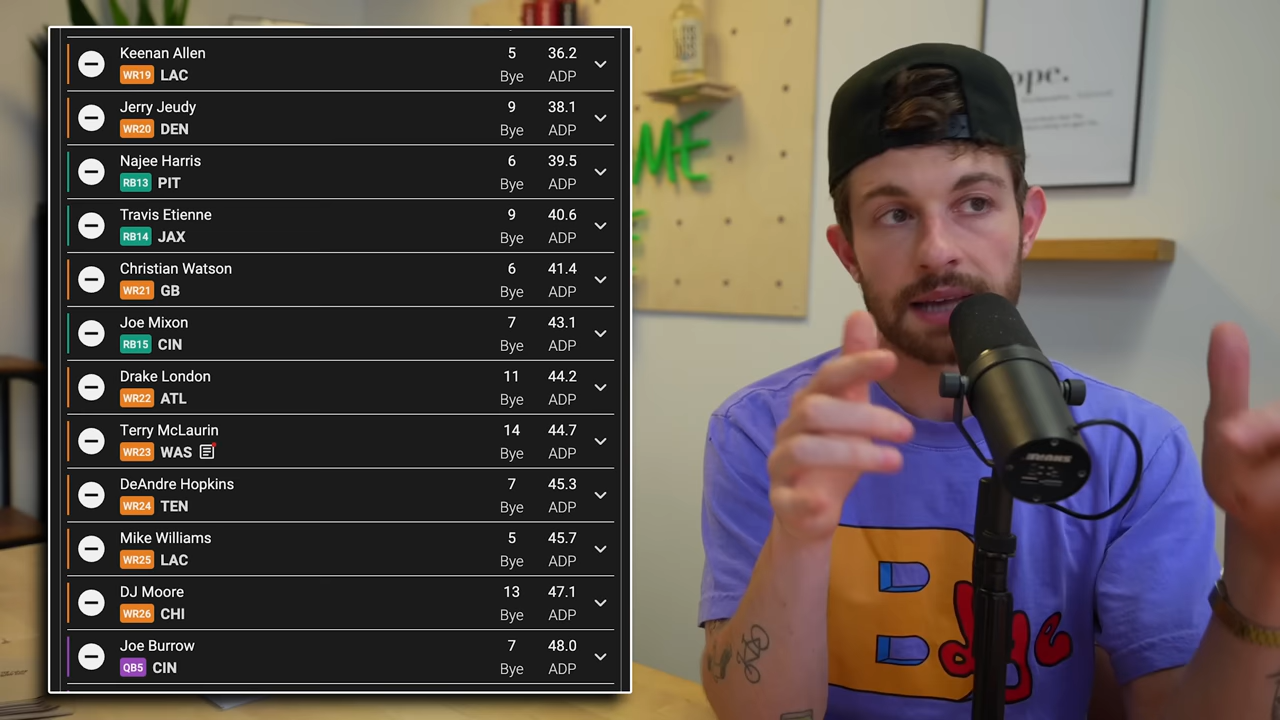 Keenan Allen 5 36.2
WR19 LAC Bye ADP
Jerry Jeudy 9 38.1
WR20 DEN Bye ADP
Najee Harris 6 39.5
RB13 PIT Bye ADP
Travis Etienne 9 40.6
RB14 JAX Bye ADP
Christian Watson 6 41.4
WR21 GB Bye ADP
Joe Mixon 7 43.1
RB15 CIN Bye ADP
Drake London 11 44.2
WR22 ATL Bye ADP
Terry McLaurin 14 44.7
WR23 WAS Bye ADP
DeAndre Hopkins 7 45.3
WR24 TEN Bye ADP
Mike Williams 5 45.7
WR25 LAC Bye ADP
DJ Moore 13 47.1
WR26 CHI Bye ADP
Joe Burrow 7 48.0
QB5 CIN Bye ADP
ME
ope.
SHURE
B